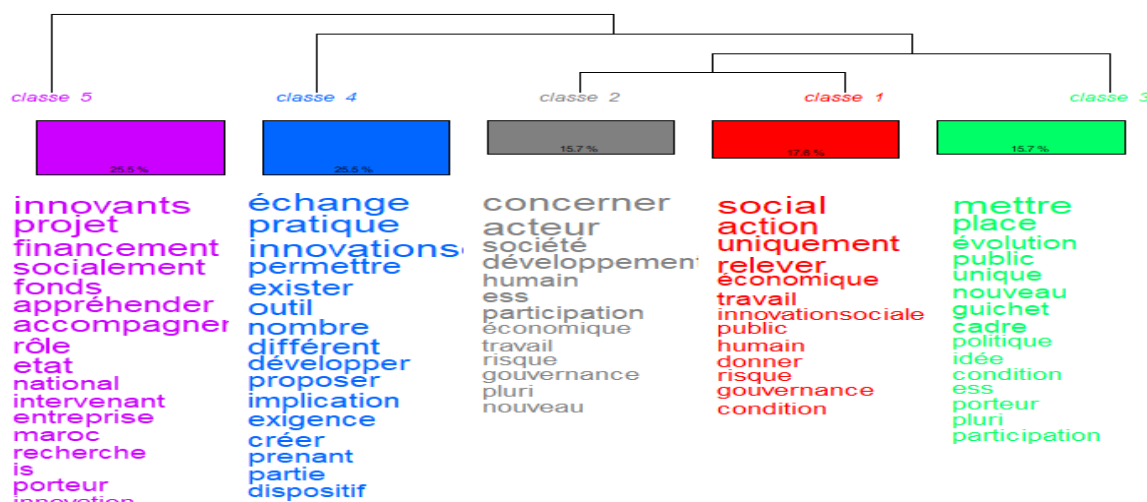 classe 5
classe 4
classe 2
classe 1
classe 3
25.5 %
25.5 %
15.7 %
17.6 %
15.7 %
innovants
projet
financement
socialement
fonds
appréhender
accompagner
rôle
etat
national
intervenant
entreprise
maroc
recherche
is
porteur
innovation
échange
pratique
innovations
permettre
exister
outil
nombre
différent
développer
proposer
implication
exigence
créer
prenant
partie
dispositif
concerner
acteur
société
développement
humain
ess
participation
économique
travail
risque
gouvernance
pluri
nouveau
social
action
uniquement
relever
économique
travail
innovationsociale
public
humain
donner
risque
gouvernance
condition
mettre
place
évolution
public
unique
nouveau
guichet
cadre
politique
idée
condition
ess
porteur
pluri
participation